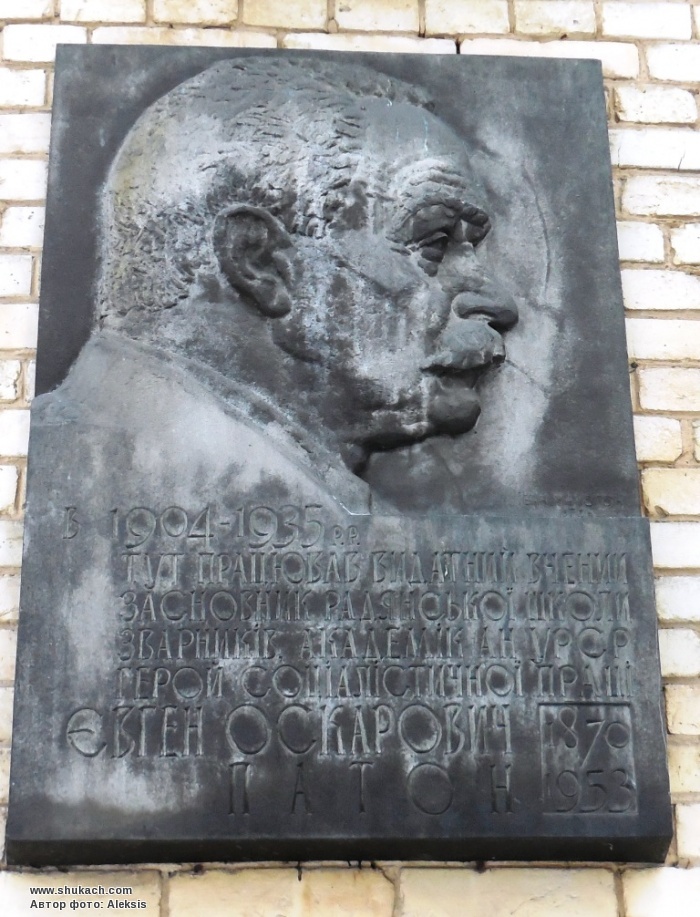 В 1904-1935 р.р.
ТУТ ПРАЦЮВАВ ВИДАТНИЙ ВЧЕНИЙ
ЗАСНОВНИК РАДЯНСЬКОЇ ШКОЛИ
ЗВАРНИКІВ, АКАДЕМІК АН УРСР
ГЕРОЙ СОЦІАЛІСТИЧНОЇ ПРАЦІ
ЄВГЕН ОСКАРОВИЧ 1870
ПАТОН 1953
www.shukach.com
Автор фото: Aleksis